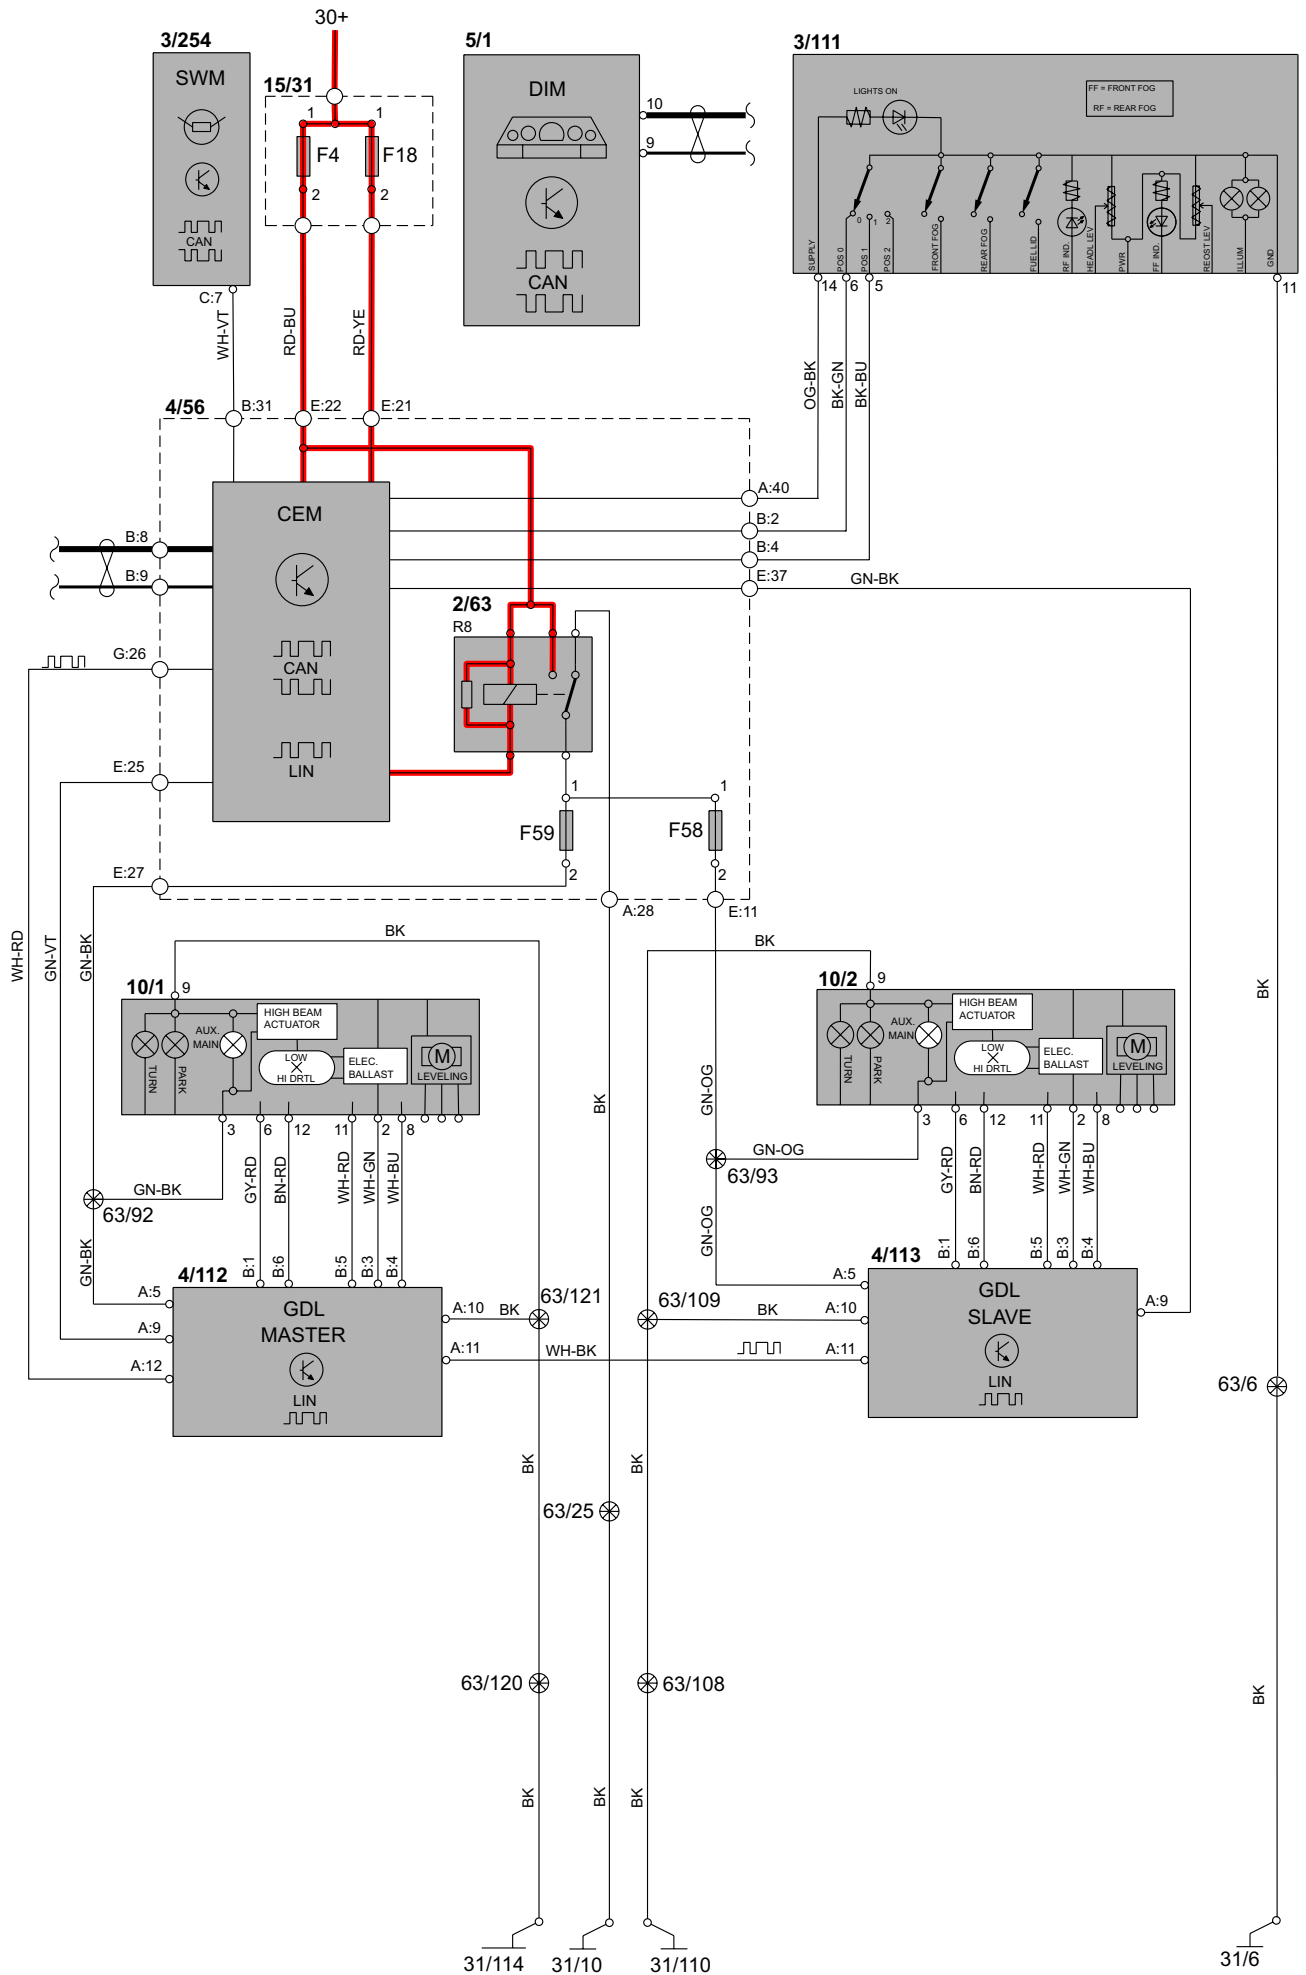 30+
3/254
SWM
CAN
C:7
WH-VT
15/31
1
1
F4
F18
2
2
RD-BU
RD-YE
5/1
DIM
CAN
10
9
3/111
LIGHTS ON
FF = FRONT FOG
RF = REAR FOG
0
1
2
SUPPLY
POS 0
POS 1
POS 2
FRONT FOG
REAR FOG
FUEL LID
RF IND.
HEADL LEV
PWR
FF IND.
REOST LEV
ILLUM
GND
14
6
5
11
OG-BK
BK-GN
BK-BU
4/56
B:31
E:22
E:21
CEM
CAN
LIN
A:40
B:2
B:4
E:37
GN-BK
B:8
B:9
G:26
E:25
E:27
2/63
R8
1
1
F59
F58
2
2
A:28
E:11
WH-RD
GN-VT
GN-BK
BK
BK
BK
10/1
9
HIGH BEAM
ACTUATOR
AUX.
MAIN
LOW
HI DRTL
ELEC.
BALLAST
M
LEVELING
TURN
PARK
3
6
12
11
2
8
BK
GN-OG
10/2
9
HIGH BEAM
ACTUATOR
AUX.
MAIN
LOW
HI DRTL
ELEC.
BALLAST
M
LEVELING
TURN
PARK
3
6
12
11
2
8
GN-BK
63/92
GY-RD
BN-RD
WH-RD
WH-GN
WH-BU
GN-OG
63/93
GY-RD
BN-RD
WH-RD
WH-GN
WH-BU
GN-BK
GN-OG
B:1
B:6
B:5
B:3
B:4
B:1
B:6
B:5
B:3
B:4
4/112
GDL
MASTER
LIN
A:5
A:9
A:12
A:10
BK
63/121
A:11
WH-BK
63/109
BK
4/113
GDL
SLAVE
LIN
A:5
A:10
A:11
A:9
63/6
BK
BK
63/25
63/120
63/108
BK
BK
BK
BK
31/114
31/10
31/110
31/6